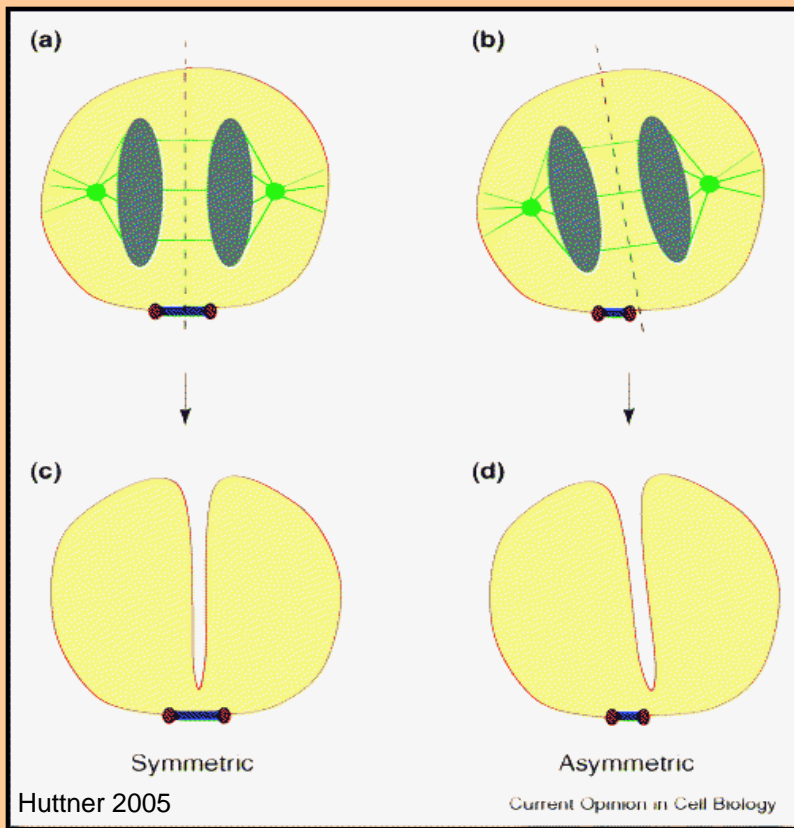 (a)
(b)
(c)
(d)
Symmetric
Asymmetric
Huttner 2005
Current Opinion in Cell Biology